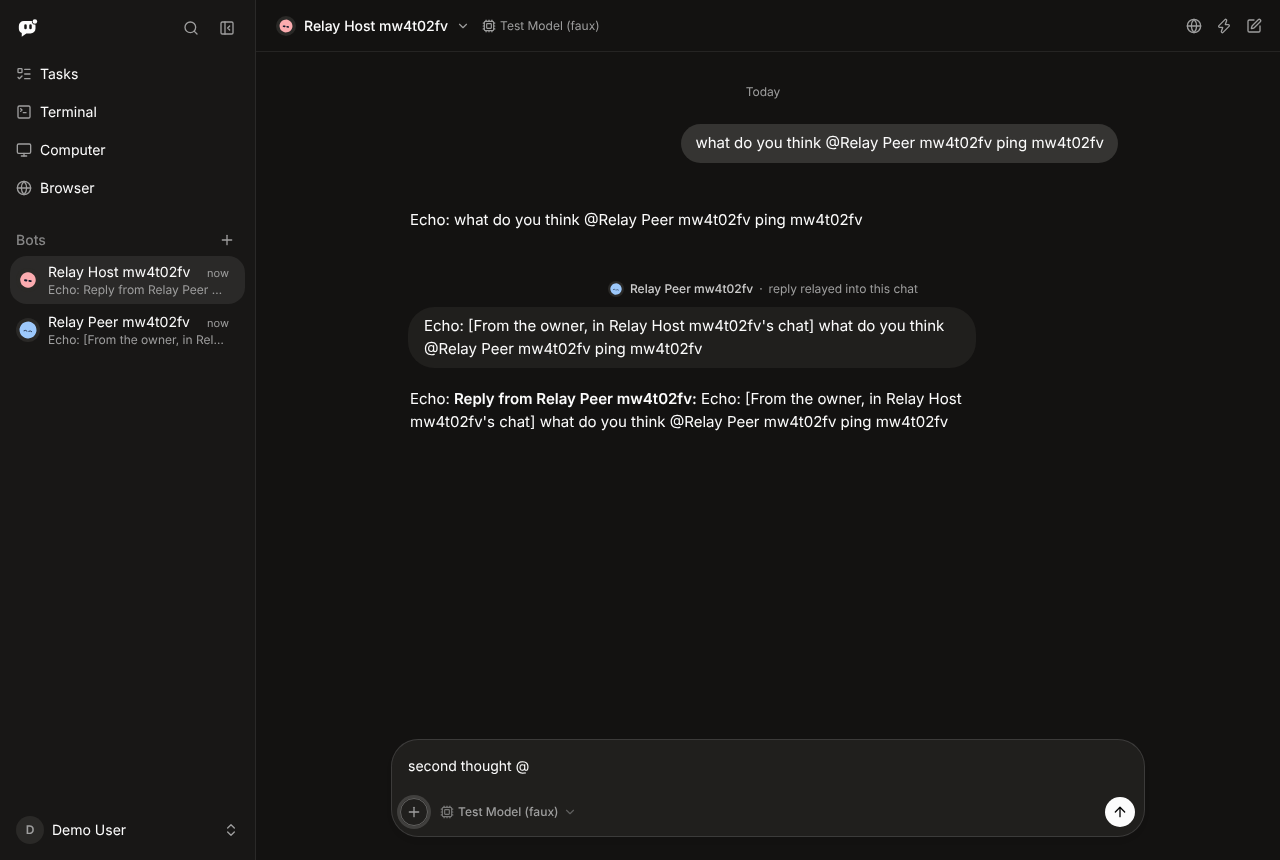 Tasks
Terminal
Computer
Browser
Bots
Relay Host mw4t02fv now
Echo: Reply from Relay Peer ...
Relay Peer mw4t02fv now
Echo: [From the owner, in Rel...
D Demo User
Relay Host mw4t02fv Test Model (faux)
Today
what do you think @Relay Peer mw4t02fv ping mw4t02fv
Echo: what do you think @Relay Peer mw4t02fv ping mw4t02fv
Relay Peer mw4t02fv · reply relayed into this chat
Echo: [From the owner, in Relay Host mw4t02fv's chat] what do you think
@Relay Peer mw4t02fv ping mw4t02fv
Echo: Reply from Relay Peer mw4t02fv: Echo: [From the owner, in Relay Host
mw4t02fv's chat] what do you think @Relay Peer mw4t02fv ping mw4t02fv
second thought @
Test Model (faux)